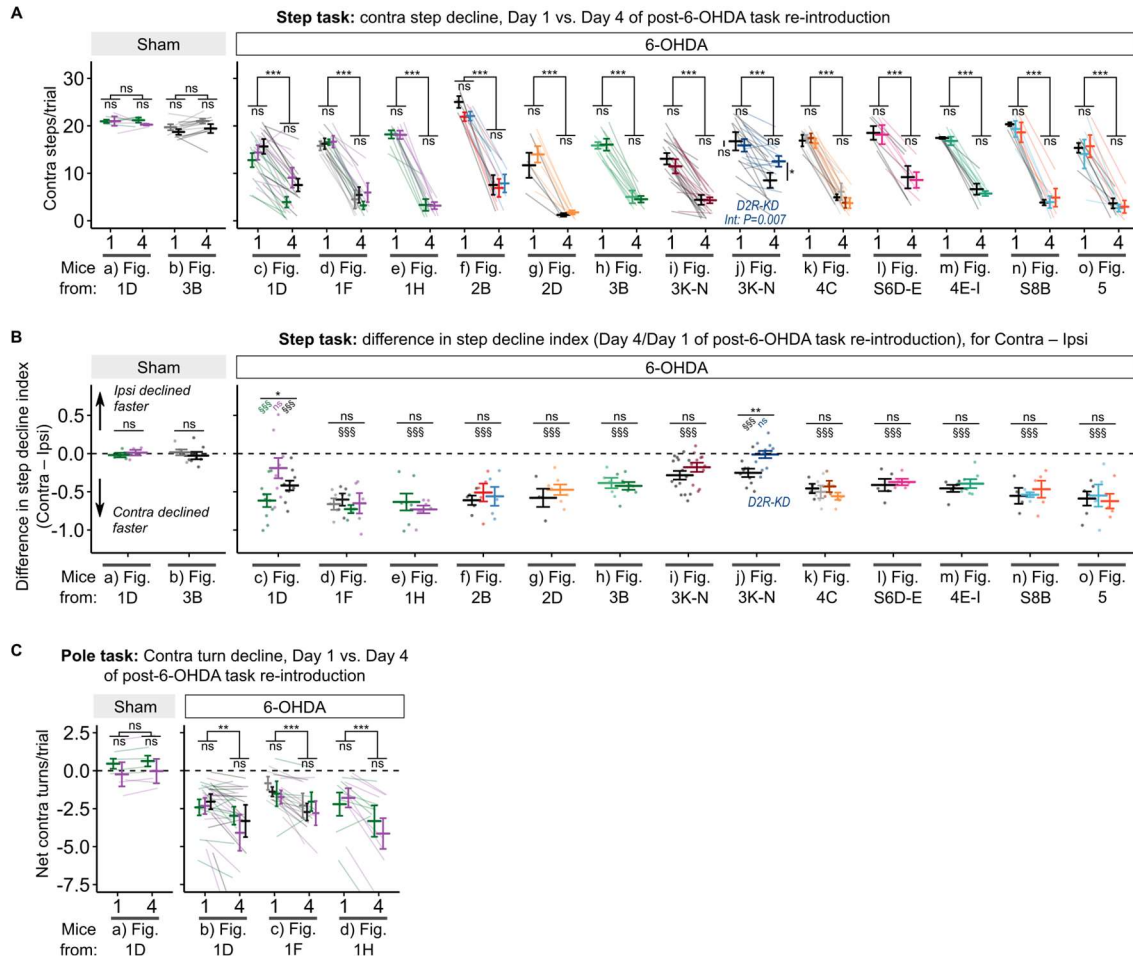 A
Step task: contra step decline, Day 1 vs. Day 4 of post-6-OHDA task re-introduction
Sham
6-OHDA
Contra steps/trial
30
20
10
0
ns
ns ns
ns
ns ns
***
ns
ns
***
ns
ns
***
ns
ns
***
ns
ns
***
ns
ns
***
ns
ns
***
ns
ns
***
ns
ns
ns
*
D2R-KD
Int: P=0.007
***
ns
ns
***
ns
ns
***
ns
ns
***
ns
ns
***
ns
ns
1 4 1 4 1 4 1 4 1 4 1 4 1 4 1 4 1 4 1 4 1 4 1 4 1 4 1 4 1 4
Mice from:
a) Fig. 1D
b) Fig. 3B
c) Fig. 1D
d) Fig. 1F
e) Fig. 1H
f) Fig. 2B
g) Fig. 2D
h) Fig. 3B
i) Fig. 3K-N
j) Fig. 3K-N
k) Fig. 4C
l) Fig. S6D-E
m) Fig. 4E-I
n) Fig. S8B
o) Fig. 5
B
Step task: difference in step decline index (Day 4/Day 1 of post-6-OHDA task re-introduction), for Contra – Ipsi
Sham
6-OHDA
Difference in step decline index
(Contra – Ipsi)
0.5
0.0
-0.5
-1.0
Ipsi declined
faster
Contra declined
faster
ns
ns
*
§§§ ns §§§
ns
§§§
ns
§§§
ns
§§§
ns
§§§
ns
§§§
ns
§§§
**
§§§ ns
D2R-KD
ns
§§§
ns
§§§
ns
§§§
ns
§§§
ns
§§§
Mice from:
a) Fig. 1D
b) Fig. 3B
c) Fig. 1D
d) Fig. 1F
e) Fig. 1H
f) Fig. 2B
g) Fig. 2D
h) Fig. 3B
i) Fig. 3K-N
j) Fig. 3K-N
k) Fig. 4C
l) Fig. S6D-E
m) Fig. 4E-I
n) Fig. S8B
o) Fig. 5
C
Pole task: Contra turn decline, Day 1 vs. Day 4
of post-6-OHDA task re-introduction
Sham
6-OHDA
Net contra turns/trial
2.5
0.0
-2.5
-5.0
-7.5
ns
ns ns
**
ns
ns
***
ns
ns
***
ns
ns
1 4 1 4 1 4 1 4
Mice from:
a) Fig. 1D
b) Fig. 1D
c) Fig. 1F
d) Fig. 1H